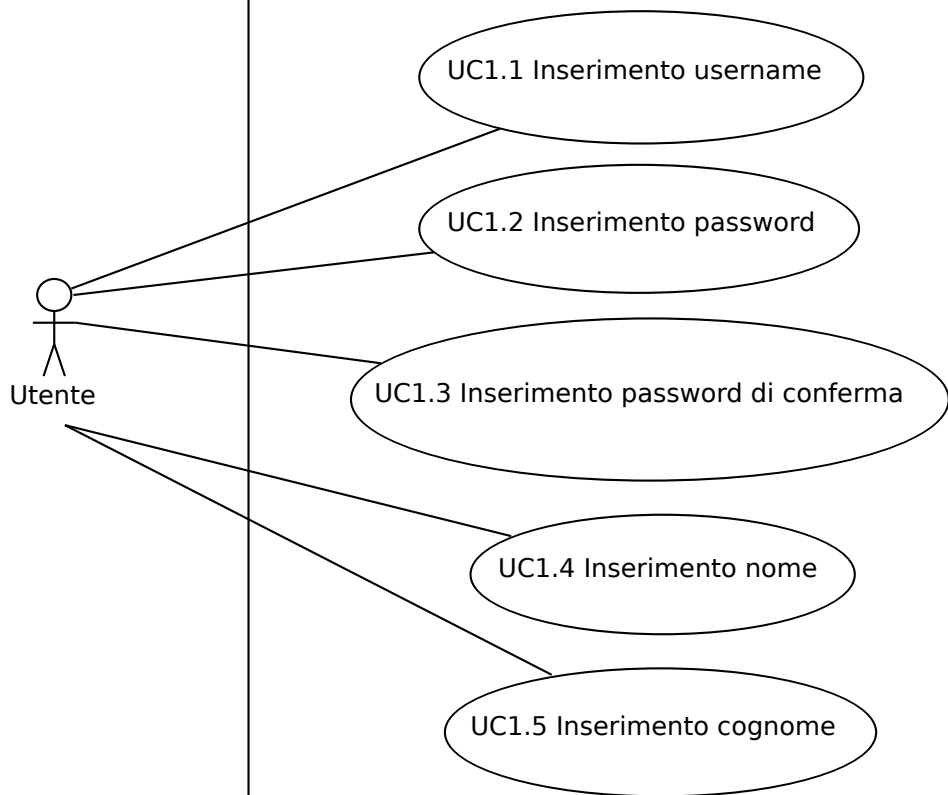 UC1.1 Inserimento username
UC1.2 Inserimento password
Utente
UC1.3 Inserimento password di conferma
UC1.4 Inserimento nome
UC1.5 Inserimento cognome